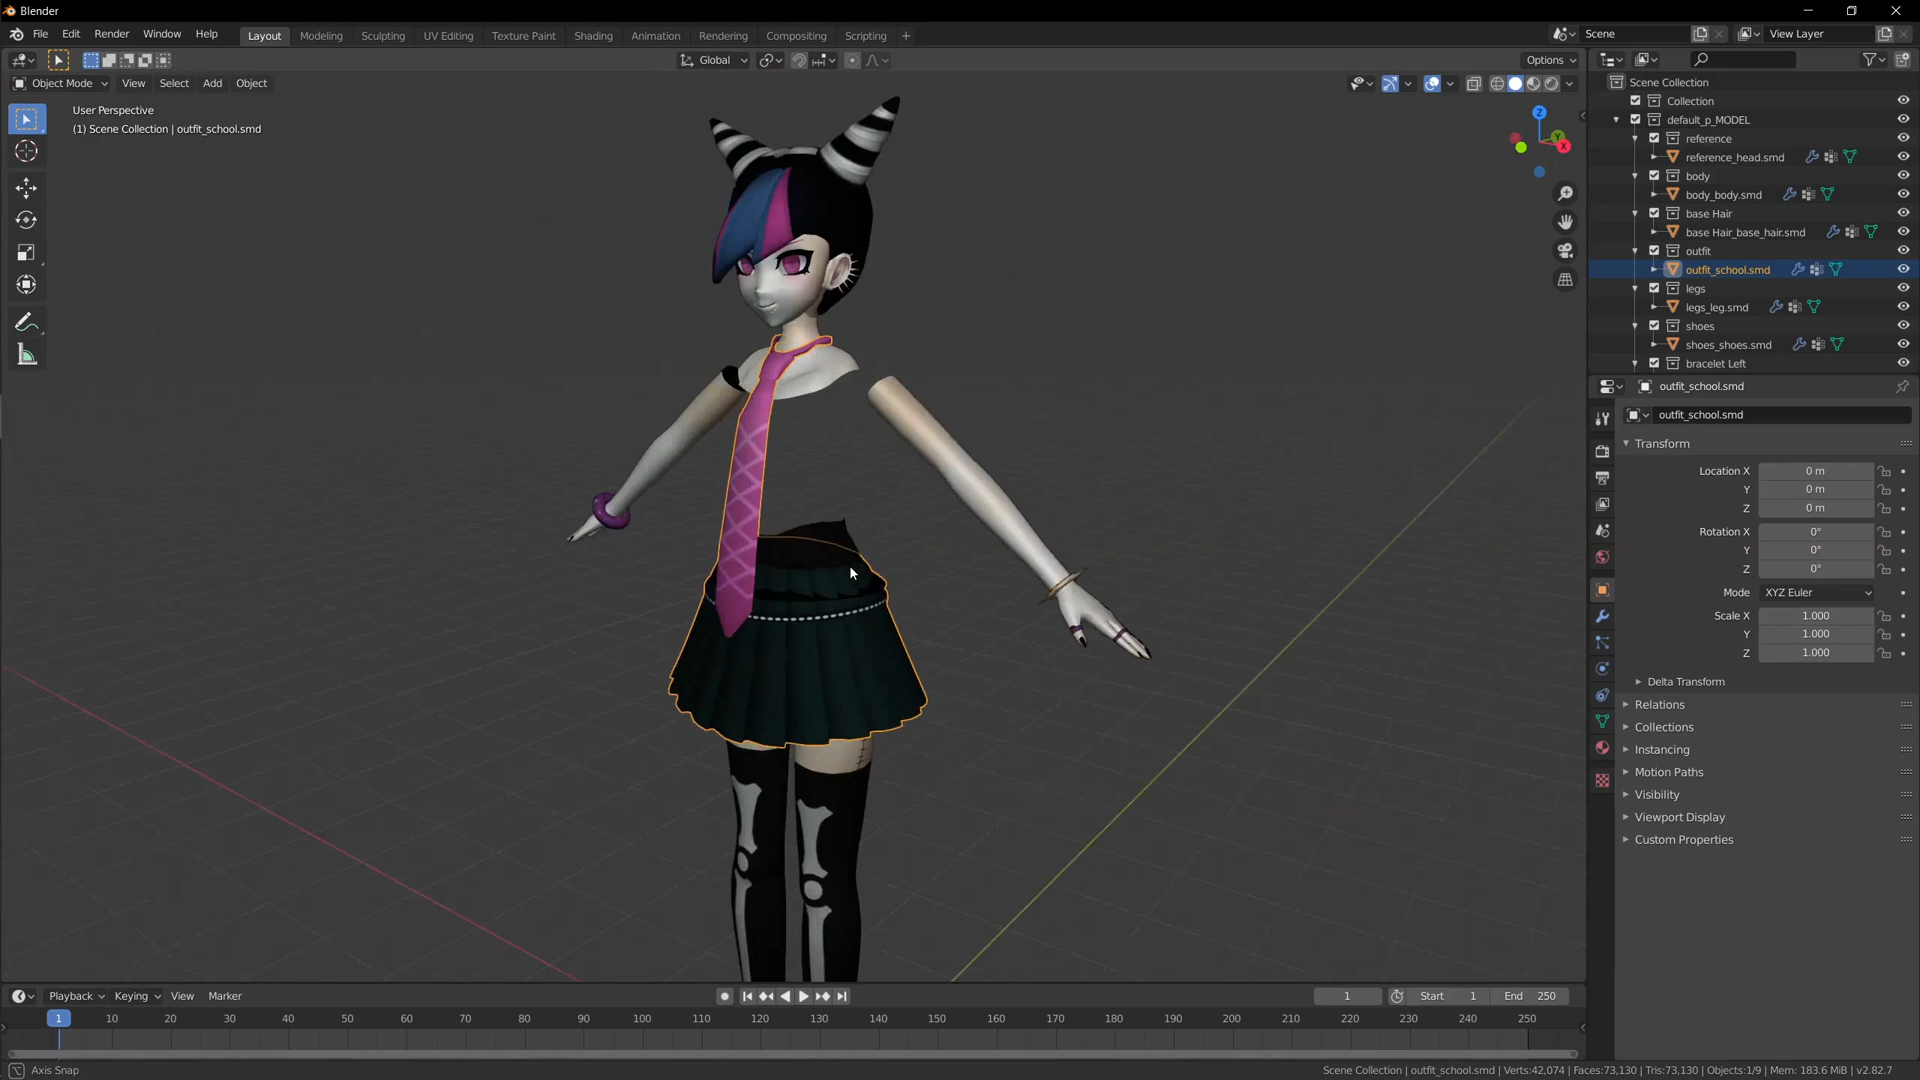 Blender
File Edit Render Window Help Layout Modeling Sculpting UV Editing Texture Paint Shading Animation Rendering Compositing Scripting + Scene View Layer
Global Options
Object Mode View Select Add Object
User Perspective
(1) Scene Collection | outfit_school.smd
Z
Y
X
Scene Collection
Collection
default_p_MODEL
reference
reference_head.smd
body
body_body.smd
base Hair
base Hair_base_hair.smd
outfit
outfit_school.smd
legs
legs_leg.smd
shoes
shoes_shoes.smd
bracelet Left
outfit_school.smd
outfit_school.smd
Transform
Location X 0 m
Y 0 m
Z 0 m
Rotation X 0°
Y 0°
Z 0°
Mode XYZ Euler
Scale X 1.000
Y 1.000
Z 1.000
Delta Transform
Relations
Collections
Instancing
Motion Paths
Visibility
Viewport Display
Custom Properties
Playback Keying View Marker 1 Start 1 End 250
1 10 20 30 40 50 60 70 80 90 100 110 120 130 140 150 160 170 180 190 200 210 220 230 240 250
Axis Snap
Scene Collection | outfit_school.smd | Verts:42,074 | Faces:73,130 | Tris:73,130 | Objects:1/9 | Mem: 183.6 MiB | v2.82.7